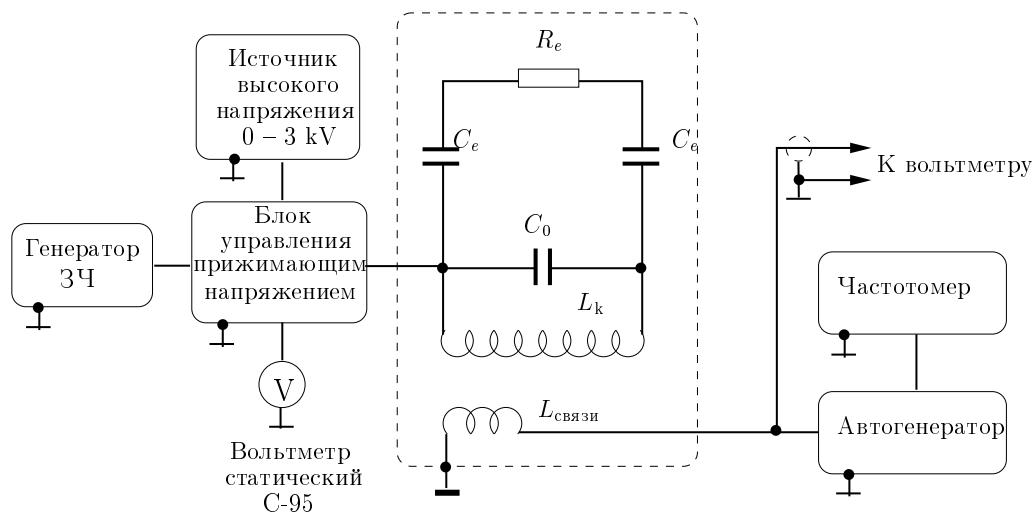 Источник
высокого
напряжения
0 – 3 kV
R_e
C_e
C_e
К вольтметру
Генератор
ЗЧ
Блок
управления
прижимающим
напряжением
C_0
L_k
Частотомер
V
L_связи
Автогенератор
Вольтметр
статический
С-95